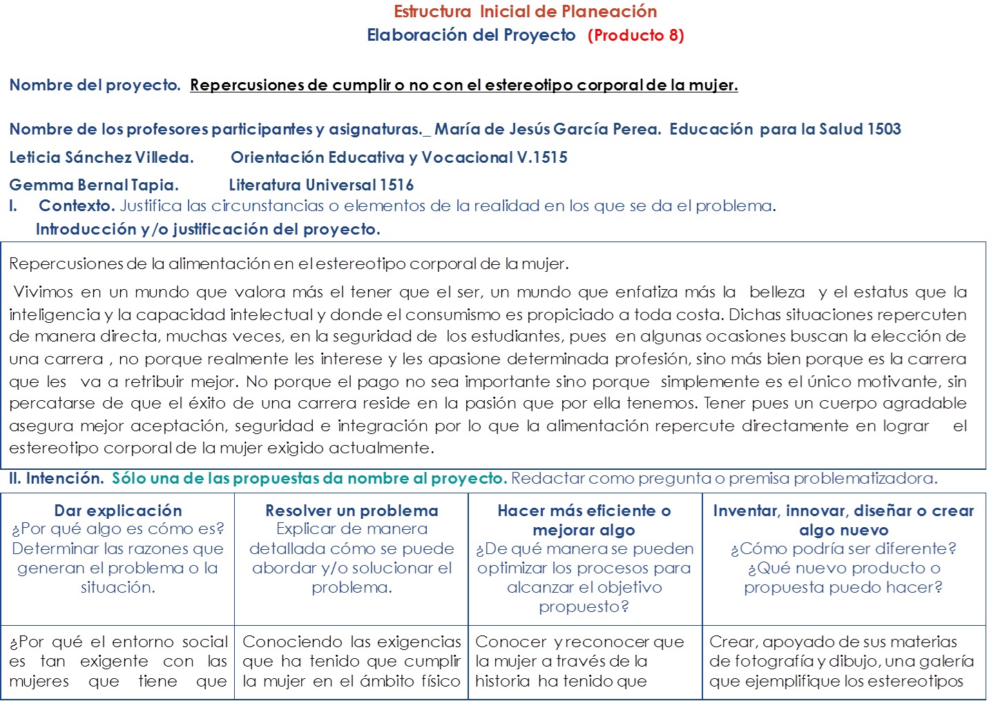 Estructura Inicial de Planeación
Elaboración del Proyecto (Producto 8)
Nombre del proyecto. Repercusiones de cumplir o no con el estereotipo corporal de la mujer.
Nombre de los profesores participantes y asignaturas._ María de Jesús García Perea. Educación para la Salud 1503
Leticia Sánchez Villeda. Orientación Educativa y Vocacional V.1515
Gemma Bernal Tapia. Literatura Universal 1516
I. Contexto. Justifica las circunstancias o elementos de la realidad en los que se da el problema.
Introducción y/o justificación del proyecto.
Repercusiones de la alimentación en el estereotipo corporal de la mujer.
Vivimos en un mundo que valora más el tener que el ser, un mundo que enfatiza más la belleza y el estatus que la
inteligencia y la capacidad intelectual y donde el consumismo es propiciado a toda costa. Dichas situaciones repercuten
de manera directa, muchas veces, en la seguridad de los estudiantes, pues en algunas ocasiones buscan la elección de
una carrera , no porque realmente les interese y les apasione determinada profesión, sino más bien porque es la carrera
que les va a retribuir mejor. No porque el pago no sea importante sino porque simplemente es el único motivante, sin
percatarse de que el éxito de una carrera reside en la pasión que por ella tenemos. Tener pues un cuerpo agradable
asegura mejor aceptación, seguridad e integración por lo que la alimentación repercute directamente en lograr el
estereotipo corporal de la mujer exigido actualmente.
II. Intención. Sólo una de las propuestas da nombre al proyecto. Redactar como pregunta o premisa problematizadora.
Dar explicación
¿Por qué algo es cómo es?
Determinar las razones que
generan el problema o la
situación.
Resolver un problema
Explicar de manera
detallada cómo se puede
abordar y/o solucionar el
problema.
Hacer más eficiente o
mejorar algo
¿De qué manera se pueden
optimizar los procesos para
alcanzar el objetivo
propuesto?
Inventar, innovar, diseñar o crear
algo nuevo
¿Cómo podría ser diferente?
¿Qué nuevo producto o
propuesta puedo hacer?
¿Por qué el entorno social
es tan exigente con las
mujeres que tiene que
Conociendo las exigencias
que ha tenido que cumplir
la mujer en el ámbito físico
Conocer y reconocer que
la mujer a través de la
historia ha tenido que
Crear, apoyado de sus materias
de fotografía y dibujo, una galería
que ejemplifique los estereotipos